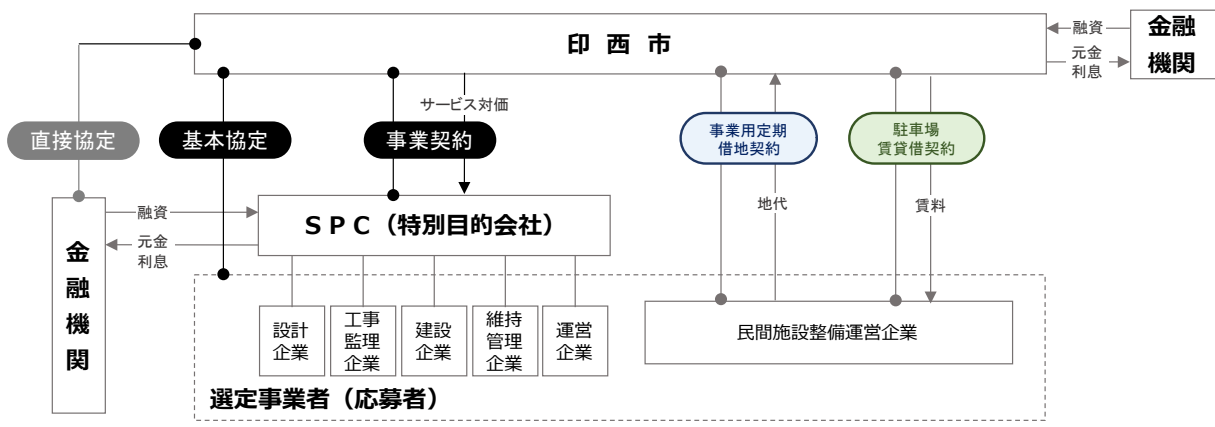 印西市
融資
元金
利息
金融
機関
サービス対価
直接協定
基本協定
事業契約
事業用定期
借地契約
駐車場
賃貸借契約
融資
元金
利息
金融機関
SPC（特別目的会社）
地代
賃料
設計
企業
工事
監理
企業
建設
企業
維持
管理
企業
運営
企業
民間施設整備運営企業
選定事業者（応募者）